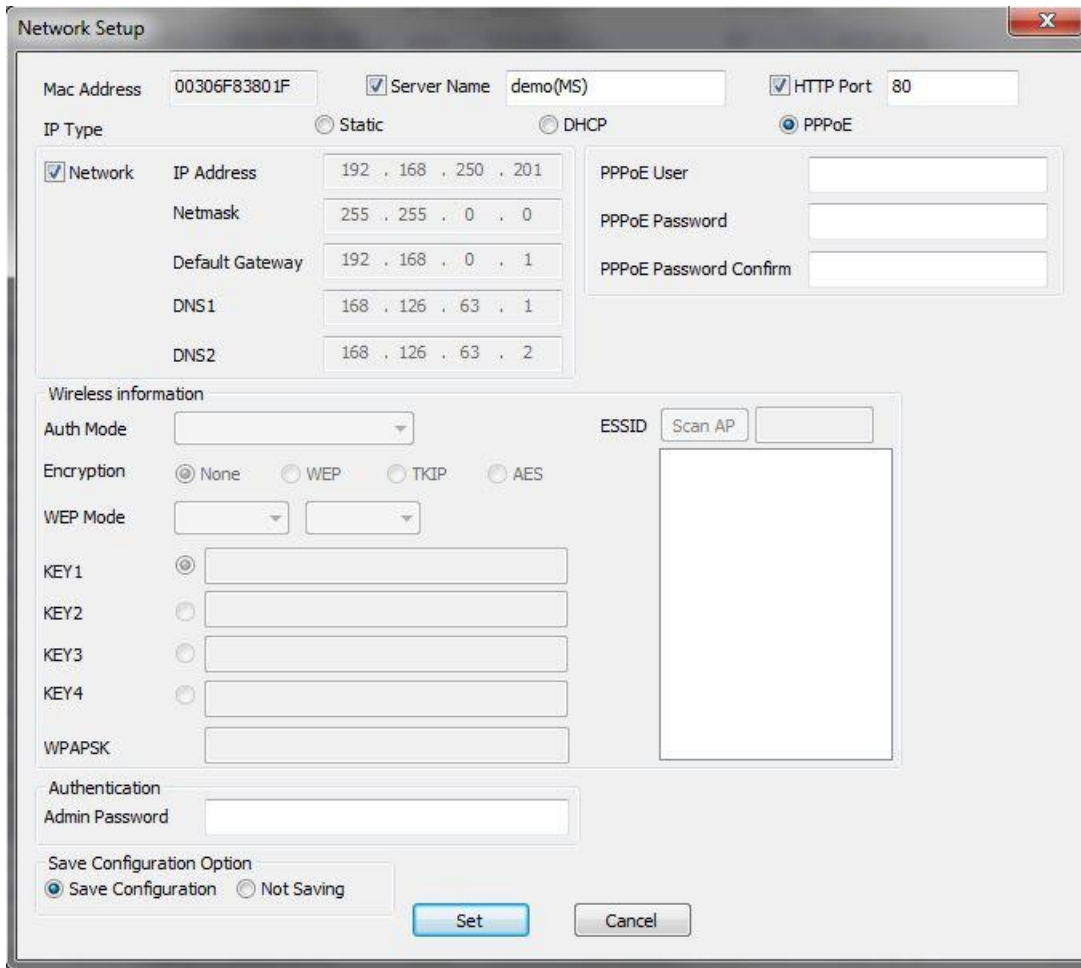 Network Setup
Mac Address 00306F83801F Server Name demo(MS) HTTP Port 80
IP Type Static DHCP PPPoE
Network IP Address 192 . 168 . 250 . 201
Netmask 255 . 255 . 0 . 0
Default Gateway 192 . 168 . 0 . 1
DNS1 168 . 126 . 63 . 1
DNS2 168 . 126 . 63 . 2
PPPoE User
PPPoE Password
PPPoE Password Confirm
Wireless information
Auth Mode
Encryption None WEP TKIP AES
WEP Mode
KEY1
KEY2
KEY3
KEY4
WPAPSK
ESSID Scan AP
Authentication
Admin Password
Save Configuration Option
Save Configuration Not Saving
Set Cancel